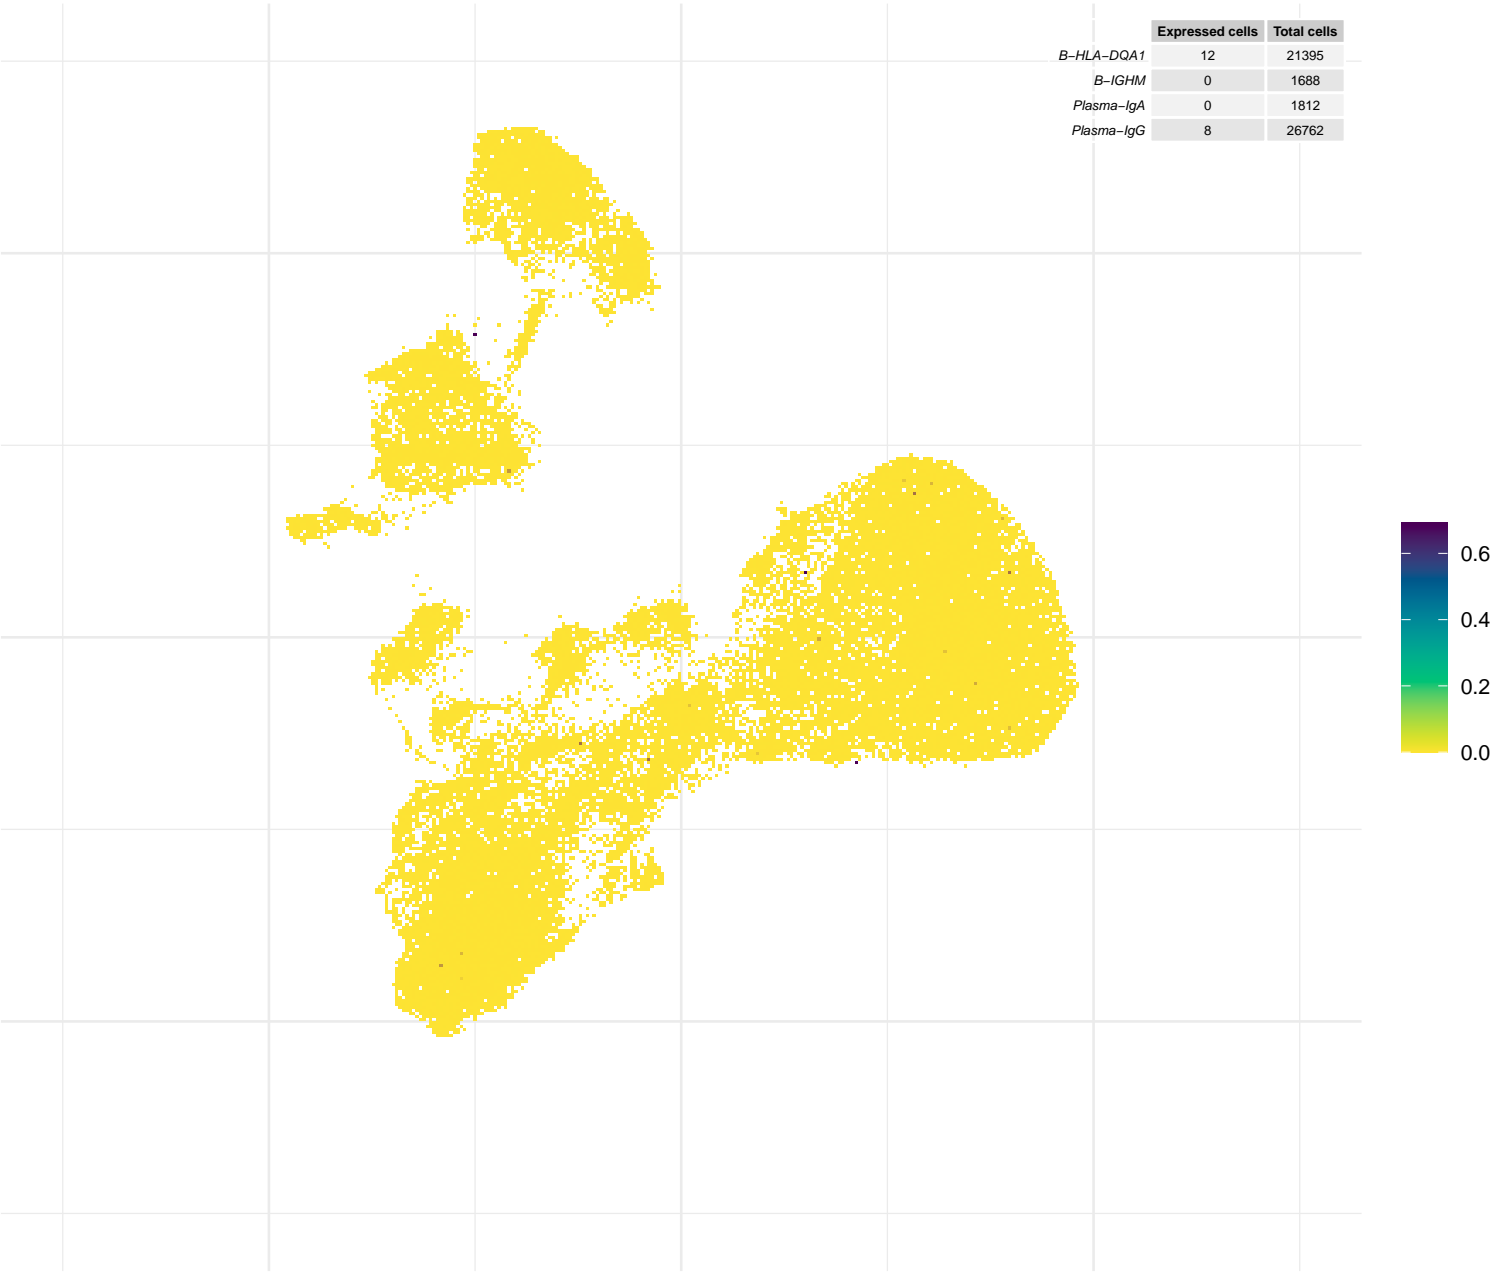 Expressed cells Total cells
B−HLA−DQA1 12 21395
B−IGHM 0 1688
Plasma−IgA 0 1812
Plasma−IgG 8 26762
0.6
0.4
0.2
0.0